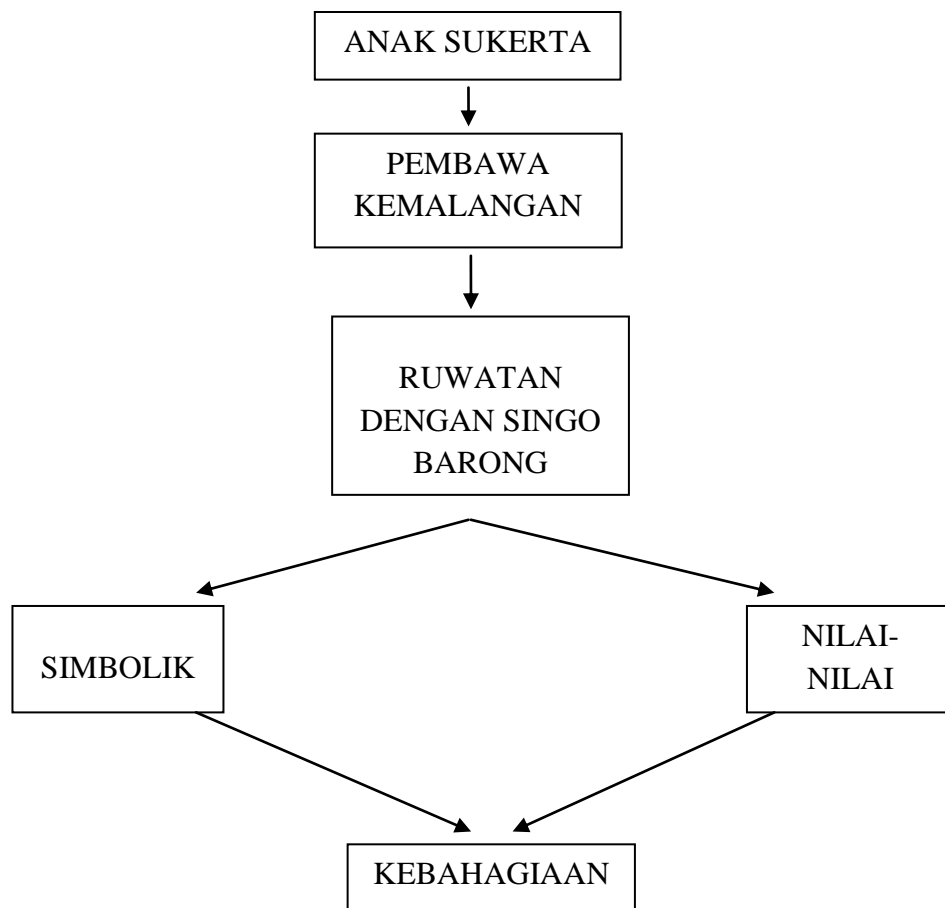 ANAK SUKERTA
PEMBAWA
KEMALANGAN
RUWATAN
DENGAN SINGO
BARONG
SIMBOLIK
NILAI-
NILAI
KEBAHAGIAAN